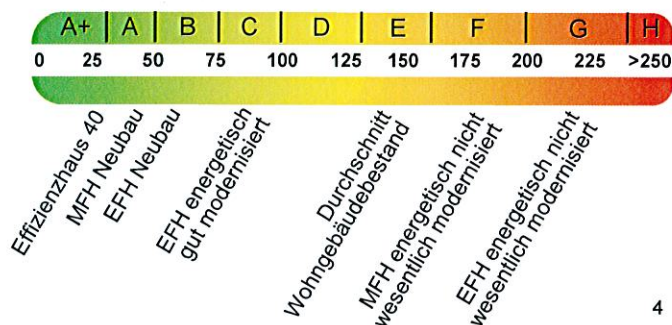 A+ A B C D E F G H
0 25 50 75 100 125 150 175 200 225 >250
Effizienzhaus 40
MFH Neubau
EFH Neubau
EFH energetisch
gut modernisiert
Durchschnitt
Wohngebäudebestand
MFH energetisch nicht
wesentlich modernisiert
EFH energetisch nicht
wesentlich modernisiert
4